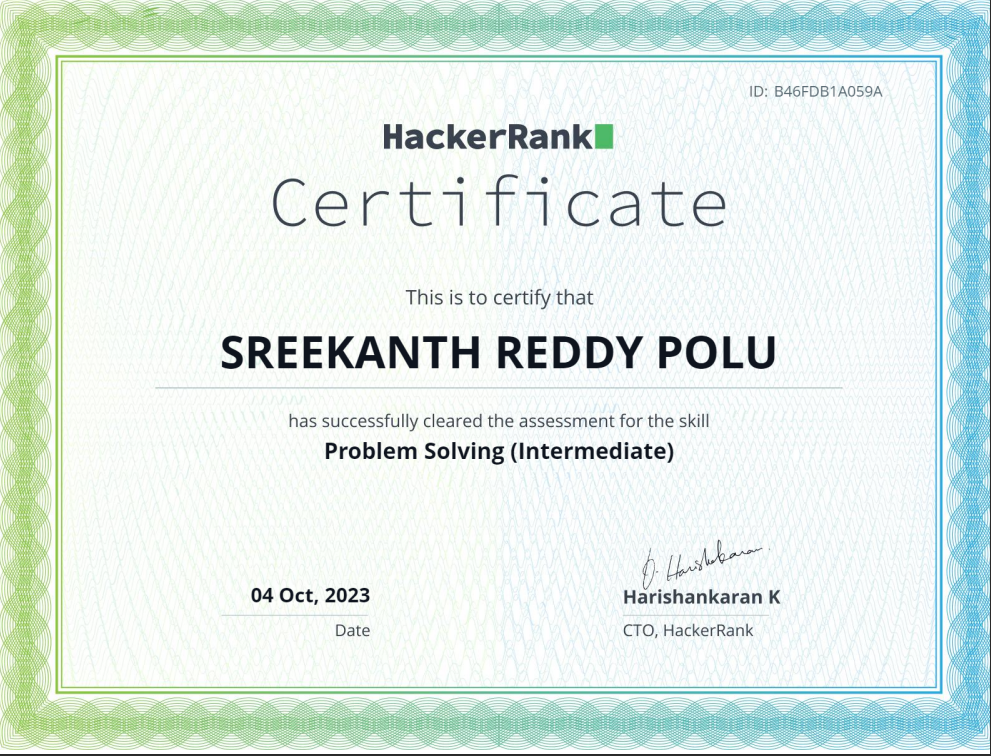 ID: B46FDB1A059A
HackerRank
Certificate
This is to certify that
SREEKANTH REDDY POLU
has successfully cleared the assessment for the skill
Problem Solving (Intermediate)
04 Oct, 2023
Date
H. Harishankaran
Harishankaran K
CTO, HackerRank